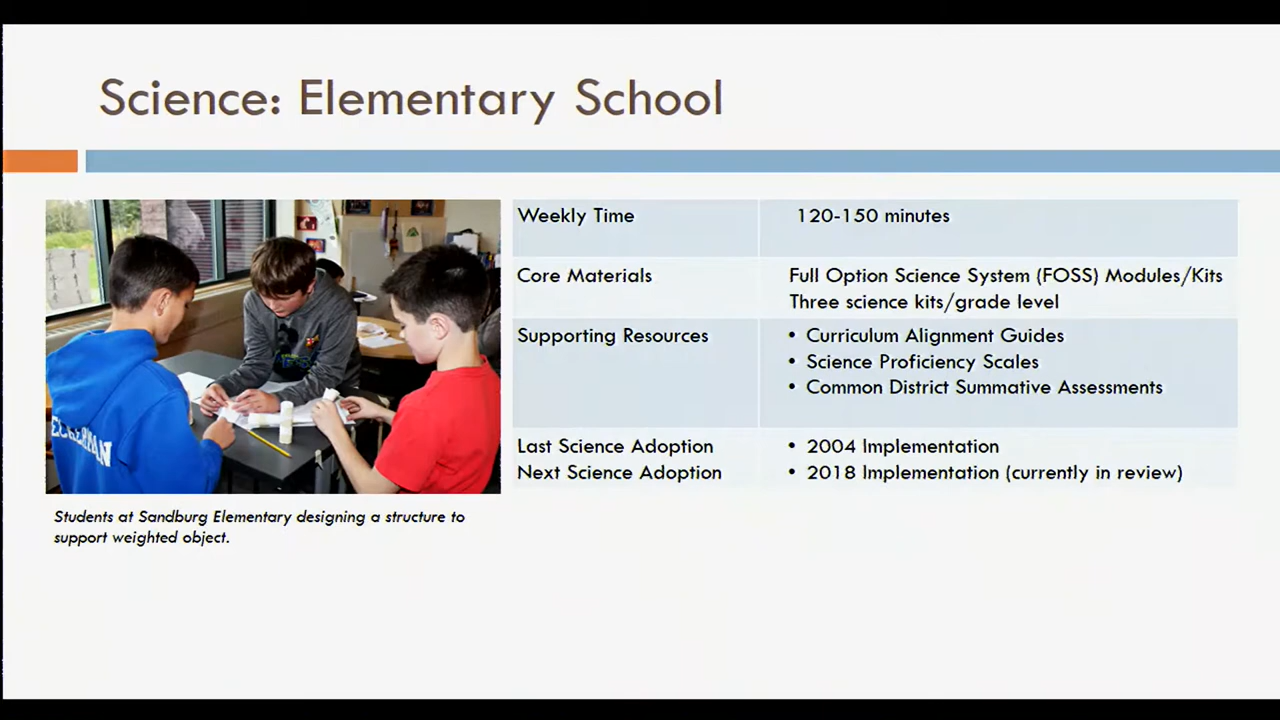 Science: Elementary School
Weekly Time
120-150 minutes
Core Materials
Full Option Science System (FOSS) Modules/Kits
Three science kits/grade level
Supporting Resources
• Curriculum Alignment Guides
• Science Proficiency Scales
• Common District Summative Assessments
Last Science Adoption
• 2004 Implementation
Next Science Adoption
• 2018 Implementation (currently in review)
Students at Sandburg Elementary designing a structure to
support weighted object.